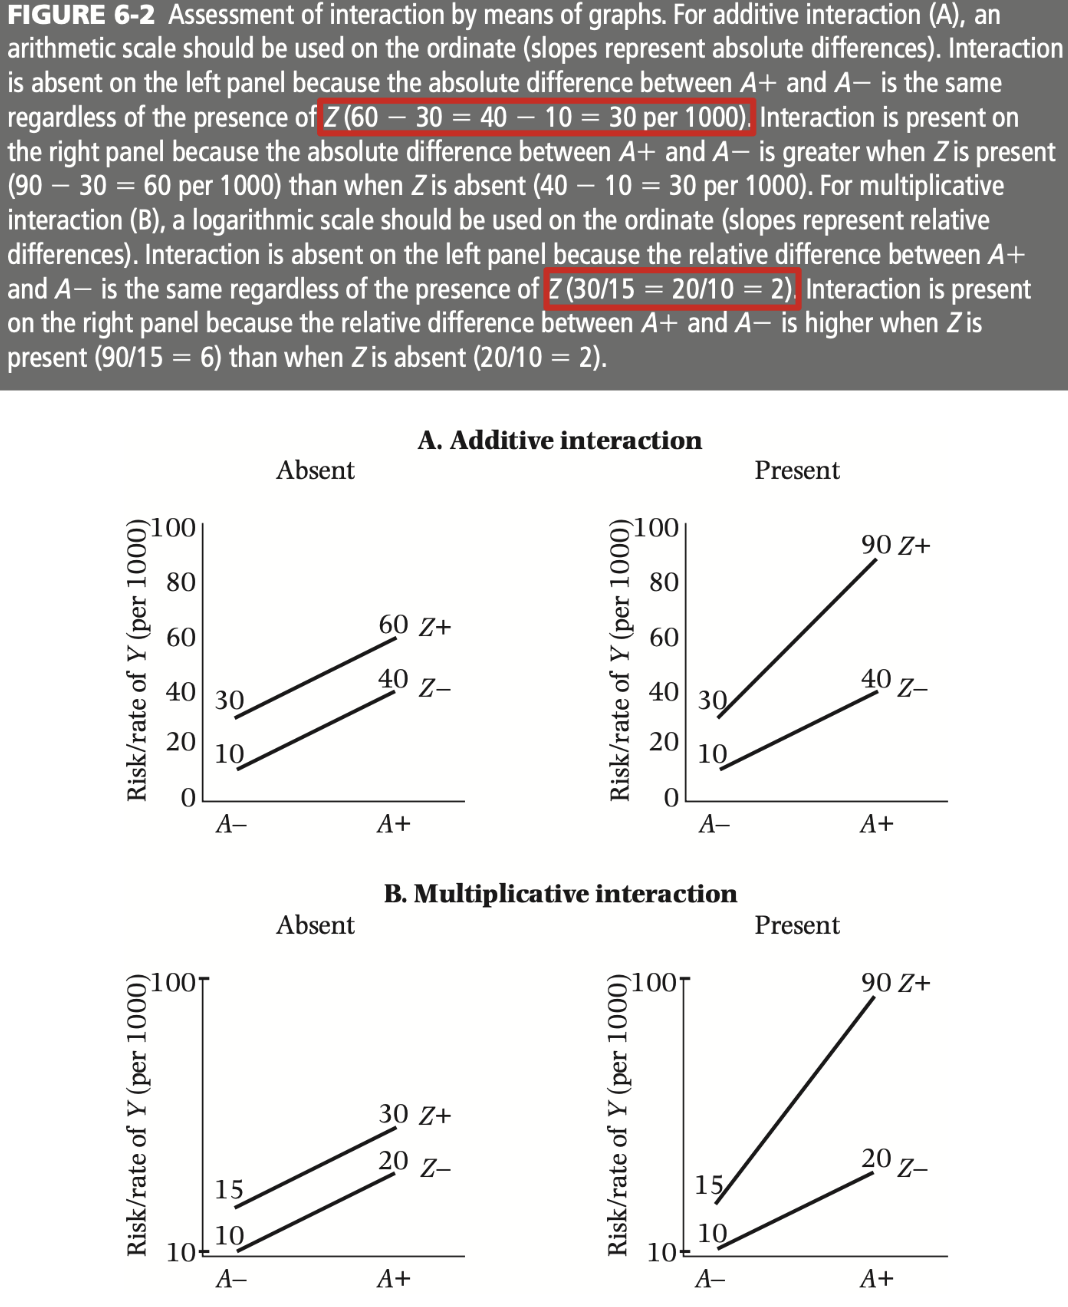 FIGURE 6-2 Assessment of interaction by means of graphs. For additive interaction (A), an
arithmetic scale should be used on the ordinate (slopes represent absolute differences). Interaction
is absent on the left panel because the absolute difference between A+ and A− is the same
regardless of the presence of Z (60 − 30 = 40 − 10 = 30 per 1000). Interaction is present on
the right panel because the absolute difference between A+ and A− is greater when Z is present
(90 − 30 = 60 per 1000) than when Z is absent (40 − 10 = 30 per 1000). For multiplicative
interaction (B), a logarithmic scale should be used on the ordinate (slopes represent relative
differences). Interaction is absent on the left panel because the relative difference between A+
and A− is the same regardless of the presence of Z (30/15 = 20/10 = 2). Interaction is present
on the right panel because the relative difference between A+ and A− is higher when Z is
present (90/15 = 6) than when Z is absent (20/10 = 2).
A. Additive interaction
Absent
Risk/rate of Y (per 1000)
100
80
60
40
20
0
30
10
60 Z+
40 Z–
A–
A+
Present
Risk/rate of Y (per 1000)
100
80
60
40
20
0
30
10
90 Z+
40 Z–
A–
A+
B. Multiplicative interaction
Absent
Risk/rate of Y (per 1000)
100
10
15
10
30 Z+
20 Z–
A–
A+
Present
Risk/rate of Y (per 1000)
100
10
15
10
90 Z+
20 Z–
A–
A+